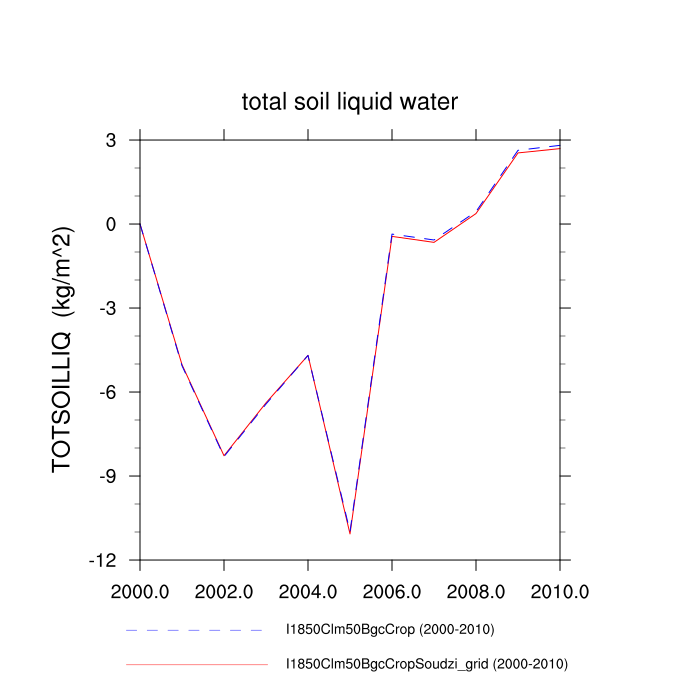 total soil liquid water
TOTSOILLIQ (kg/m^2)
3
0
-3
-6
-9
-12
2000.0 2002.0 2004.0 2006.0 2008.0 2010.0
I1850Clm50BgcCrop (2000-2010)
I1850Clm50BgcCropSoudzi_grid (2000-2010)